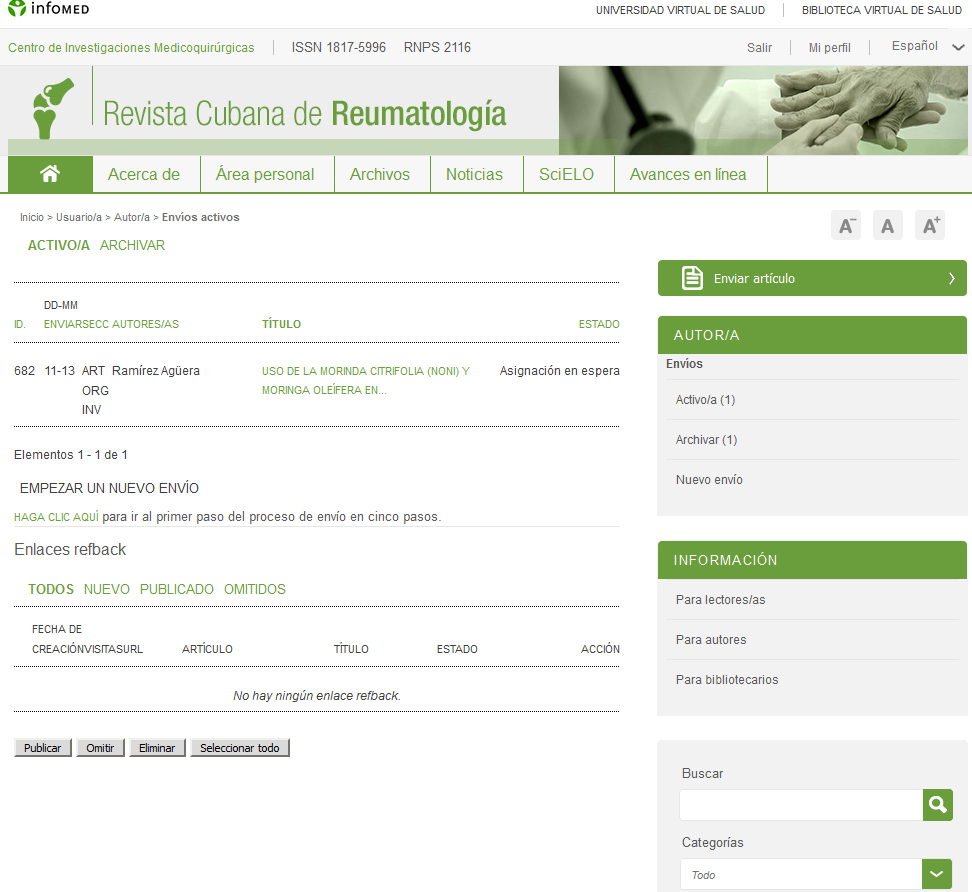 infoMED
UNIVERSIDAD VIRTUAL DE SALUD
BIBLIOTECA VIRTUAL DE SALUD
Centro de Investigaciones Medicoquirúrgicas
ISSN 1817-5996 RNPS 2116
Salir
Mi perfil
Español
Revista Cubana de Reumatología
Acerca de
Área personal
Archivos
Noticias
SciELO
Avances en línea
Inicio > Usuario/a > Autor/a > Envíos activos
A- A A+
ACTIVO/A ARCHIVAR
DD-MM
ID. ENVIARSECC AUTORES/AS TÍTULO ESTADO
682 11-13 ART Ramírez Agüera USO DE LA MORINDA CITRIFOLIA (NONI) Y Asignación en espera
ORG MORINGA OLEÍFERA EN...
INV
Elementos 1 - 1 de 1
EMPEZAR UN NUEVO ENVÍO
HAGA CLIC AQUÍ para ir al primer paso del proceso de envío en cinco pasos.
Enlaces refback
TODOS NUEVO PUBLICADO OMITIDOS
FECHA DE
CREACIÓNVISITASURL ARTÍCULO TÍTULO ESTADO ACCIÓN
No hay ningún enlace refback.
Publicar Omitir Eliminar Seleccionar todo
Enviar artículo
AUTOR/A
Envíos
Activo/a (1)
Archivar (1)
Nuevo envío
INFORMACIÓN
Para lectores/as
Para autores
Para bibliotecarios
Buscar
Categorías
Todo